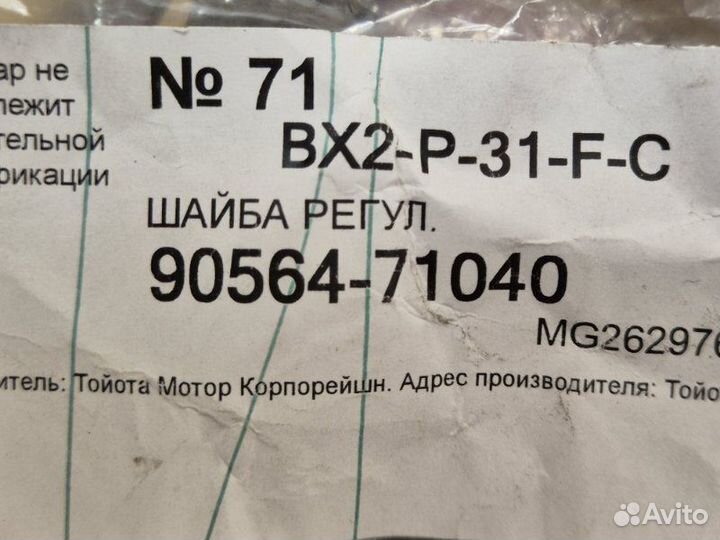 ар не
лежит
тельной
рикации
№ 71
BX2-P-31-F-C
ШАЙБА РЕГУЛ.
90564-71040
MG262976
итель: Тойота Мотор Корпорейшн. Адрес производителя: Тойо
Avito